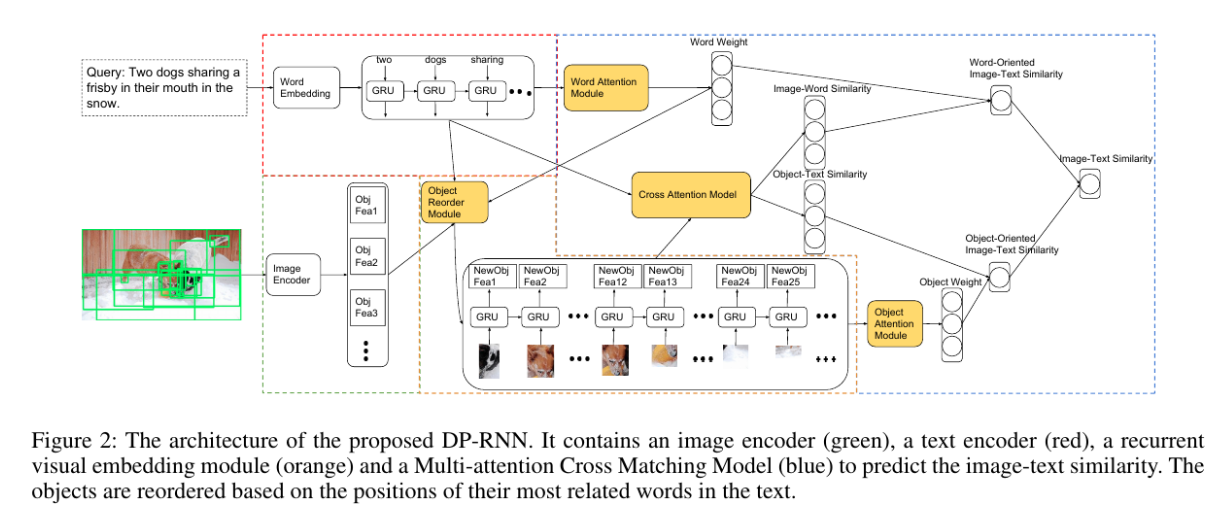 Query: Two dogs sharing a
frisby in their mouth in the
snow.
Word
Embedding
two
dogs
sharing
GRU
GRU
GRU
Word Attention
Module
Word Weight
Image-Word Similarity
Object-Text Similarity
Word-Oriented
Image-Text Similarity
Image-Text Similarity
Object
Reorder
Module
Cross Attention Model
Image
Encoder
Obj
Fea1
Obj
Fea2
Obj
Fea3
NewObj
Fea1
NewObj
Fea2
NewObj
Fea12
NewObj
Fea13
NewObj
Fea24
NewObj
Fea25
GRU
GRU
GRU
GRU
GRU
GRU
Object
Attention
Module
Object Weight
Object-Oriented
Image-Text Similarity
Figure 2: The architecture of the proposed DP-RNN. It contains an image encoder (green), a text encoder (red), a recurrent
visual embedding module (orange) and a Multi-attention Cross Matching Model (blue) to predict the image-text similarity. The
objects are reordered based on the positions of their most related words in the text.